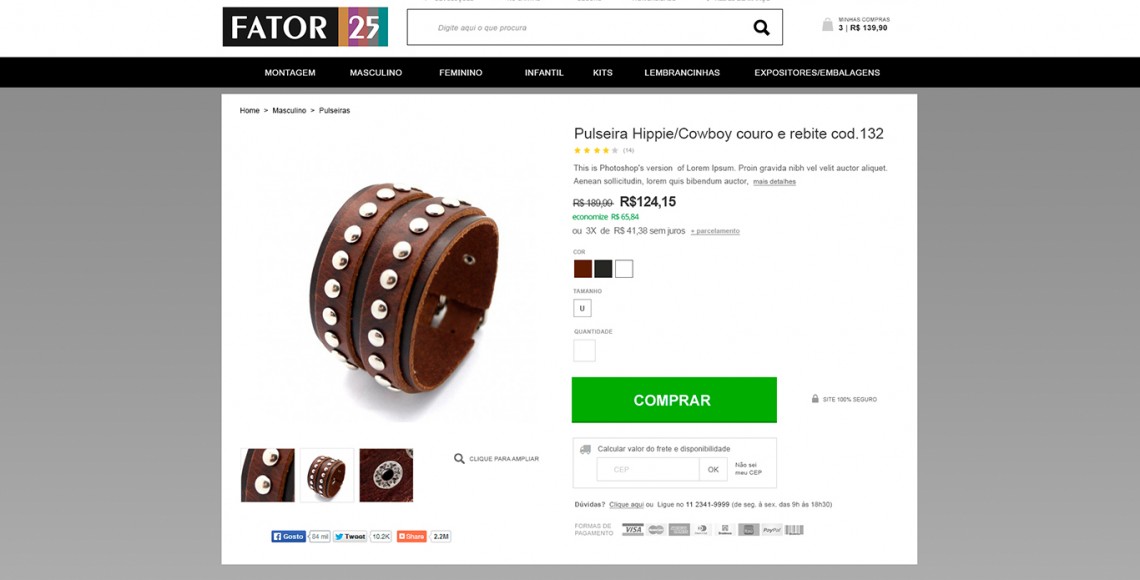 FATOR 25
Digite aqui o que procura
MINHAS COMPRAS
3 | R$ 139,90
MONTAGEM MASCULINO FEMININO INFANTIL KITS LEMBRANCINHAS EXPOSITORES/EMBALAGENS
Home > Masculino > Pulseiras
Pulseira Hippie/Cowboy couro e rebite cod.132
(14)
This is Photoshop's version of Lorem Ipsum. Proin gravida nibh vel velit auctor aliquet.
Aenean sollicitudin, lorem quis bibendum auctor, mais detalhes
R$ 189,99 R$124,15
economize R$ 65,84
ou 3X de R$ 41,38 sem juros + parcelamento
COR
TAMANHO
U
QUANTIDADE
COMPRAR
SITE 100% SEGURO
CLIQUE PARA AMPLIAR
Calcular valor do frete e disponibilidade
CEP OK
Não sei
meu CEP
Dúvidas? Clique aqui ou Ligue no 11 2341-9999 (de seg. à sex. das 9h às 18h30)
FORMAS DE
PAGAMENTO
VISA
PayPal
Gosto 84 mil Tweet 10.2K Share 2.2M